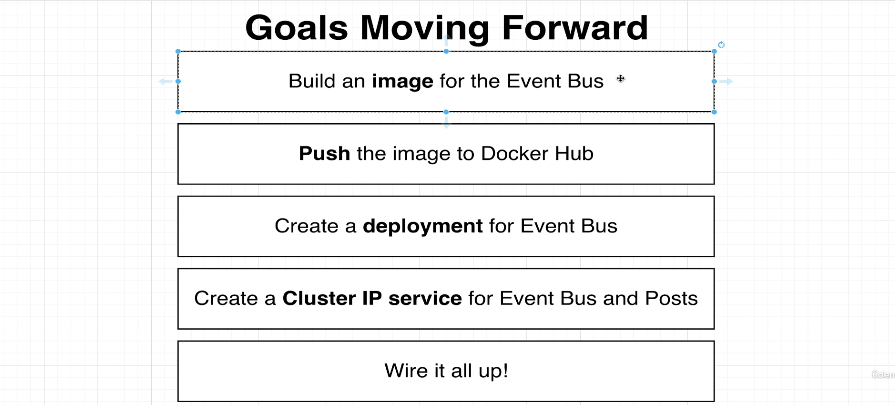 Goals Moving Forward
Build an image for the Event Bus
Push the image to Docker Hub
Create a deployment for Event Bus
Create a Cluster IP service for Event Bus and Posts
Wire it all up!